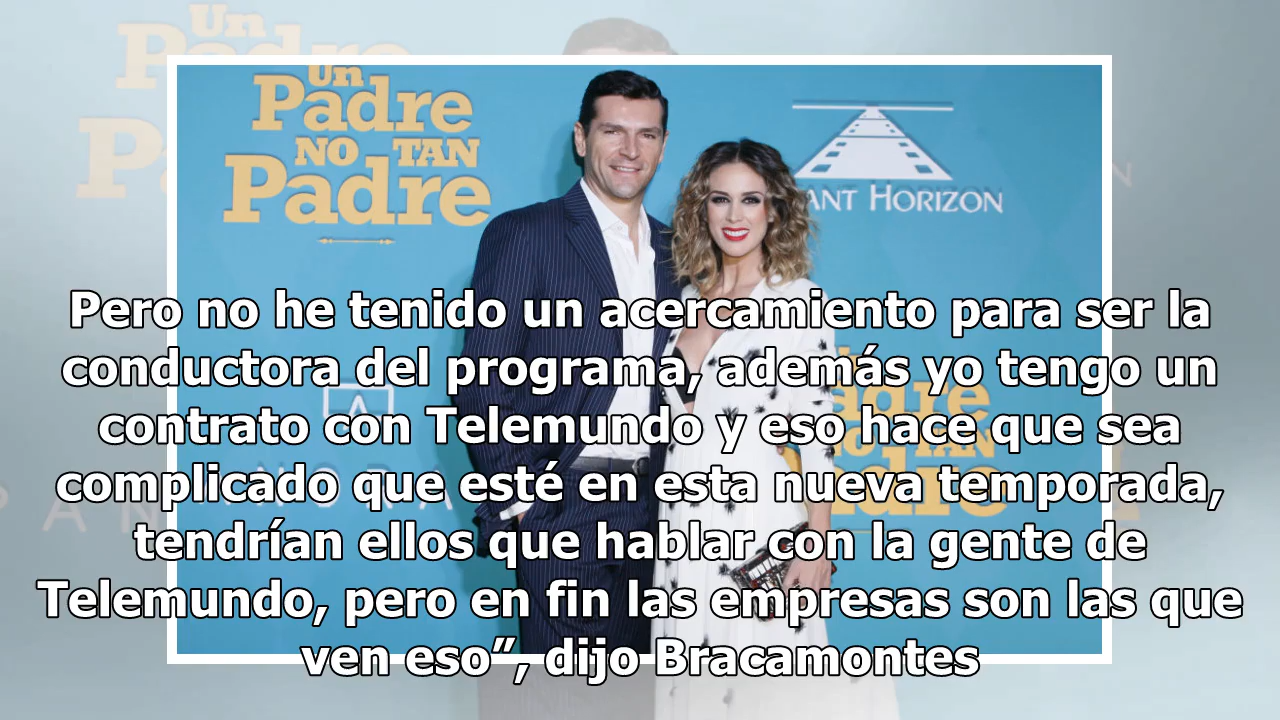 Un
Padre
Un
Padre
NO TAN
Padre
ANT HORIZON
Pero no he tenido un acercamiento para ser la
conductora del programa, además yo tengo un
contrato con Telemundo y eso hace que sea
complicado que esté en esta nueva temporada,
tendrían ellos que hablar con la gente de
Telemundo, pero en fin las empresas son las que
ven eso”, dijo Bracamontes